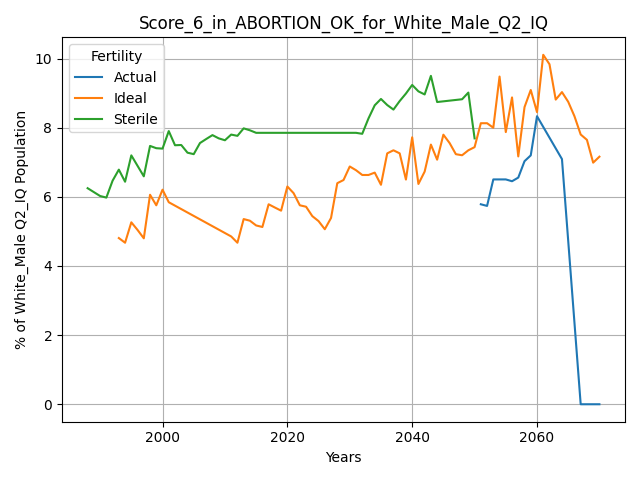 Score_6_in_ABORTION_OK_for_White_Male_Q2_IQ
% of White_Male Q2_IQ Population
Fertility
Actual
Ideal
Sterile
10
8
6
4
2
0
2000
2020
2040
2060
Years